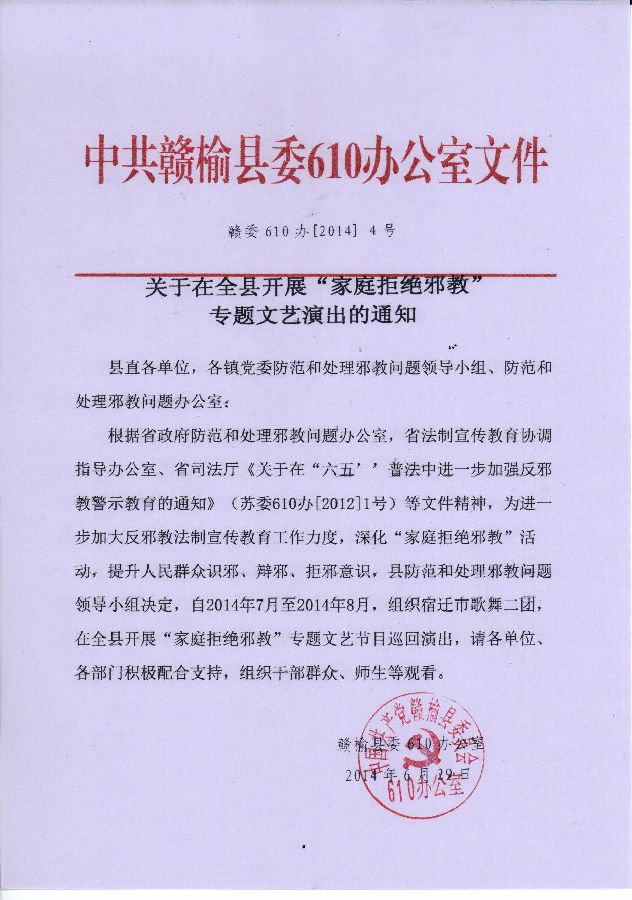 中共赣榆县委610办公室文件
赣委610办[2014] 4号
关于在全县开展“家庭拒绝邪教”
专题文艺演出的通知
县直各单位，各镇党委防范和处理邪教问题领导小组、防范和
处理邪教问题办公室：
根据省政府防范和处理邪教问题办公室，省法制宣传教育协调
指导办公室、省司法厅《关于在“六五’’普法中进一步加强反邪
教警示教育的通知》（苏委610办[2012]1号）等文件精神，为进一
步加大反邪教法制宣传教育工作力度，深化“家庭拒绝邪教”活
动，提升人民群众识邪、辩邪、拒邪意识，县防范和处理邪教问题
领导小组决定，自2014年7月至2014年8月，组织宿迁市歌舞二团，
在全县开展“家庭拒绝邪教”专题文艺节目巡回演出，请各单位、
各部门积极配合支持，组织干部群众、师生等观看。
赣榆县委 610 办公室
2014 年 6 月 29 日
中国共产党赣榆县委员会
610办公室